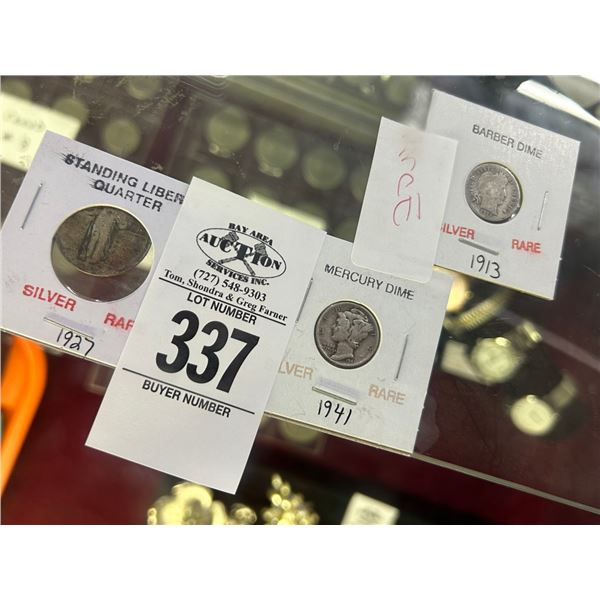 STANDING LIBER
QUARTER
SILVER RAR
1927
BAY AREA
AUCTION
SERVICES INC.
(727) 548-9303
Tom, Shondra & Greg Farner
LOT NUMBER
337
BUYER NUMBER
MERCURY DIME
LVER RARE
1941
BARBER DIME
SILVER RARE
1913